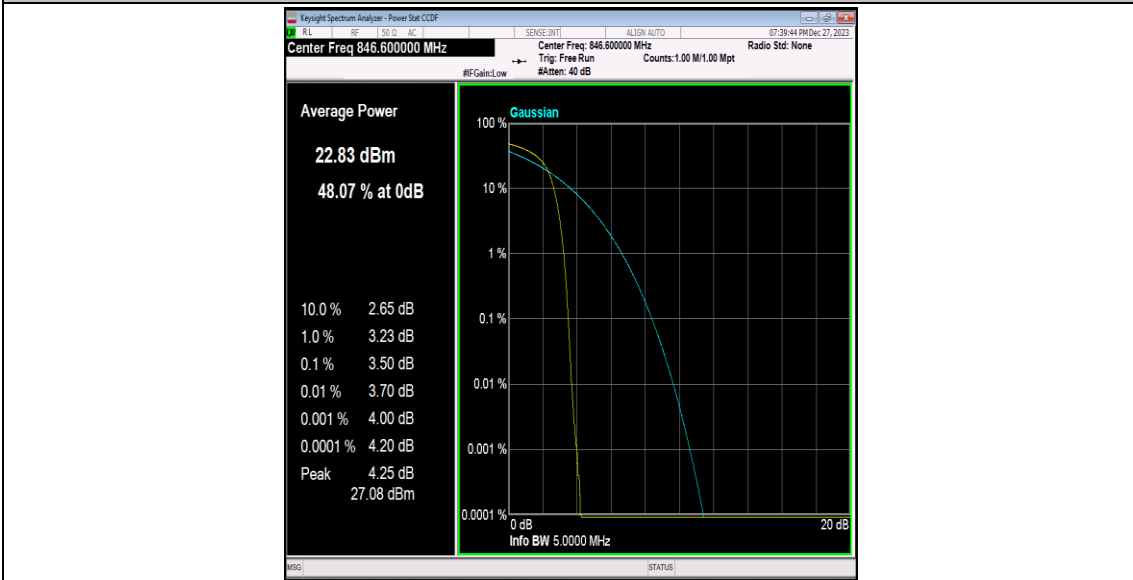 Keysight Spectrum Analyzer - Power Stat CCDF
LXI RL RF 50 Ω AC SENSE:INT ALIGN AUTO 07:39:44 PM Dec 27, 2023
Center Freq 846.600000 MHz
Center Freq: 846.600000 MHz Radio Std: None
Trig: Free Run Counts:1.00 M/1.00 Mpt
#IFGain:Low #Atten: 40 dB
Average Power
22.83 dBm
48.07 % at 0dB
10.0 % 2.65 dB
1.0 % 3.23 dB
0.1 % 3.50 dB
0.01 % 3.70 dB
0.001 % 4.00 dB
0.0001 % 4.20 dB
Peak 4.25 dB
27.08 dBm
Gaussian
100 %
10 %
1 %
0.1 %
0.01 %
0.001 %
0.0001 %
0 dB 20 dB
Info BW 5.0000 MHz
MSG STATUS